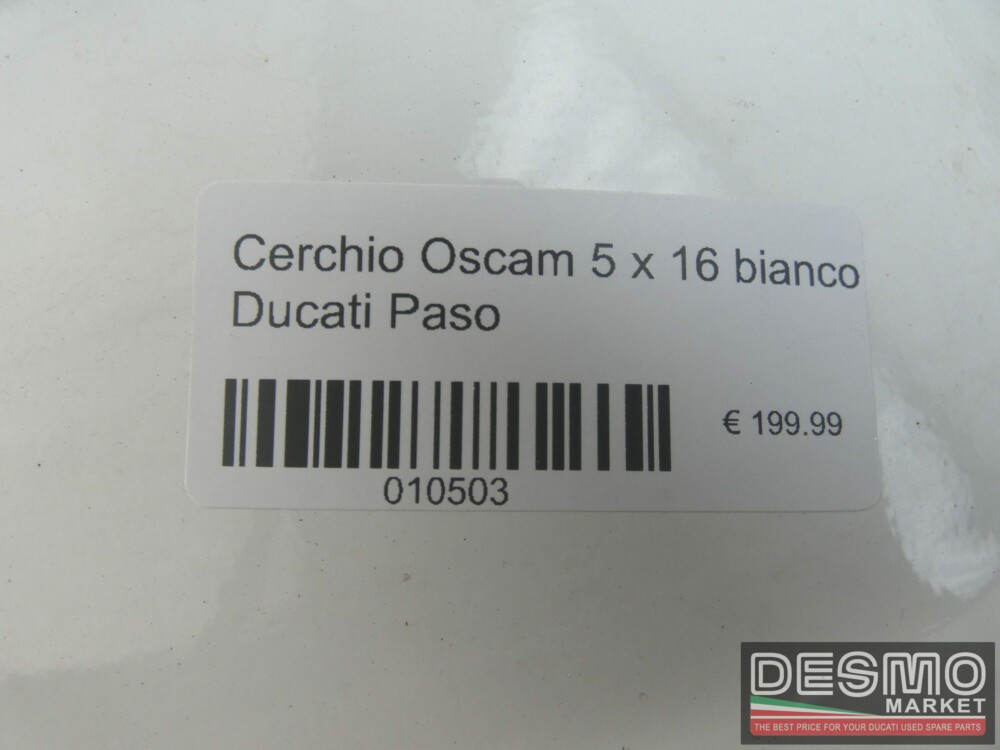 Cerchio Oscam 5 x 16 bianco
Ducati Paso
€ 199.99
010503
DESMO
MARKET
THE BEST PRICE FOR YOUR DUCATI USED SPARE PARTS